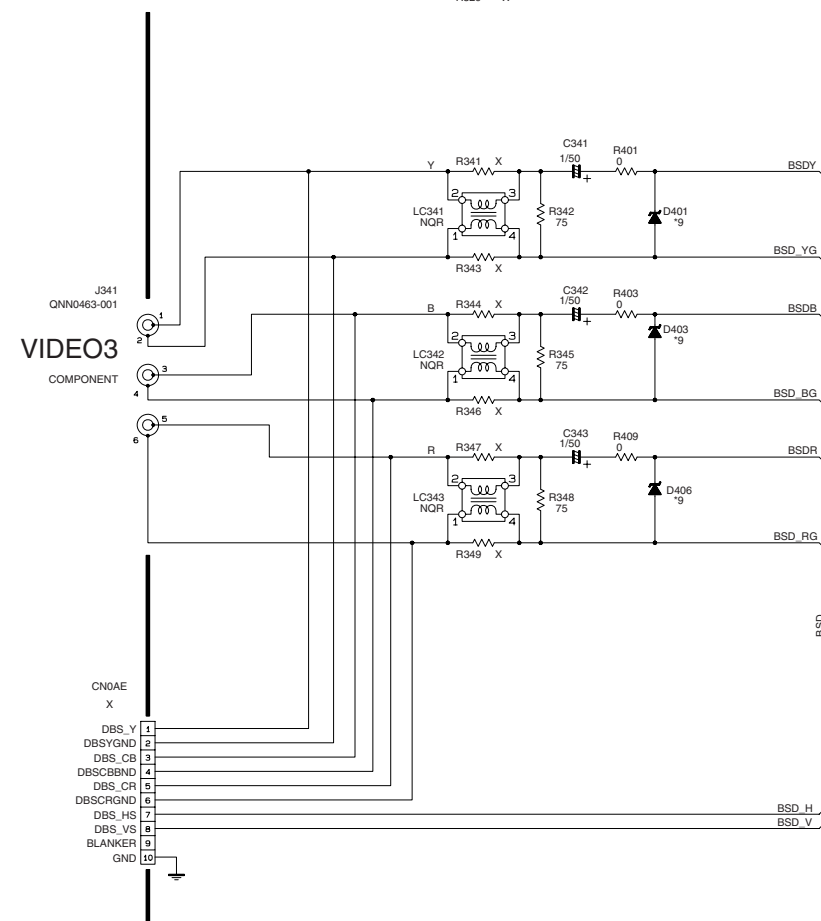 C341
R341 X 1/50 R401
Y + 0 BSDY
2 3
LC341 R342 D401
NQR 75 *9
1 4
BSD_YG
R343 X
J341
QNN0463-001
C342
R344 X 1/50 R403
1 B + 0 BSDB
2
VIDEO3
2 3
LC342 R345 D403
NQR 75 *9
3
COMPONENT
1 4
4
BSD_BG
R346 X
5
C343
R347 X 1/50 R409
6 R + 0 BSDR
2 3
LC343 R348 D406
NQR 75 *9
1 4
BSD_RG
R349 X
BSD
CN0AE
X
DBS_Y 1
DBSYGND 2
DBS_CB 3
DBSCBBND 4
DBS_CR 5
DBSCRGND 6
DBS_HS 7 BSD_H
DBS_VS 8 BSD_V
BLANKER 9
GND 10